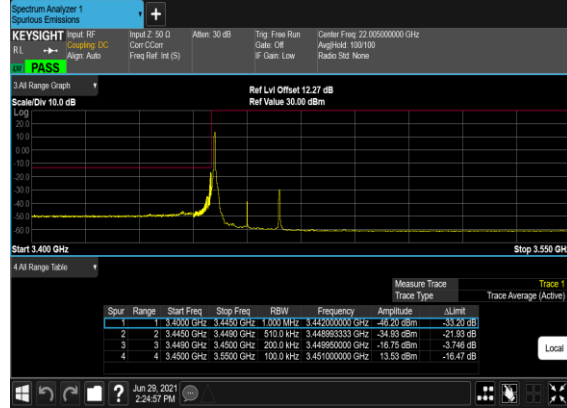 Spectrum Analyzer 1
Spurious Emissions
+
KEYSIGHT Input: RF Input Z: 50 Ω Atten: 30 dB Trig: Free Run Center Freq: 22.005000000 GHz
RL Coupling: DC Corr CCorr Gate: Off Avg|Hold: 100/100
Align: Auto Freq Ref: Int (S) IF Gain: Low Radio Std: None
PASS
3 All Range Graph
Ref Lvl Offset 12.27 dB
Scale/Div 10.0 dB Ref Value 30.00 dBm
Log
20.0
10.0
0.00
-10.0
-20.0
-30.0
-40.0
-50.0
-60.0
Start 3.400 GHz Stop 3.550 GHz
4 All Range Table
Measure Trace Trace 1
Trace Type Trace Average (Active)
Spur Range Start Freq Stop Freq RBW Frequency Amplitude ΔLimit
1 1 3.4000 GHz 3.4450 GHz 1.000 MHz 3.442000000 GHz -46.20 dBm -33.20 dB
2 2 3.4450 GHz 3.4490 GHz 510.0 kHz 3.448993333 GHz -34.93 dBm -21.93 dB
3 3 3.4490 GHz 3.4500 GHz 200.0 kHz 3.449950000 GHz -16.75 dBm -3.746 dB
4 4 3.4500 GHz 3.5500 GHz 100.0 kHz 3.451000000 GHz 13.53 dBm -16.47 dB
Local
? Jun 29, 2021
2:24:57 PM